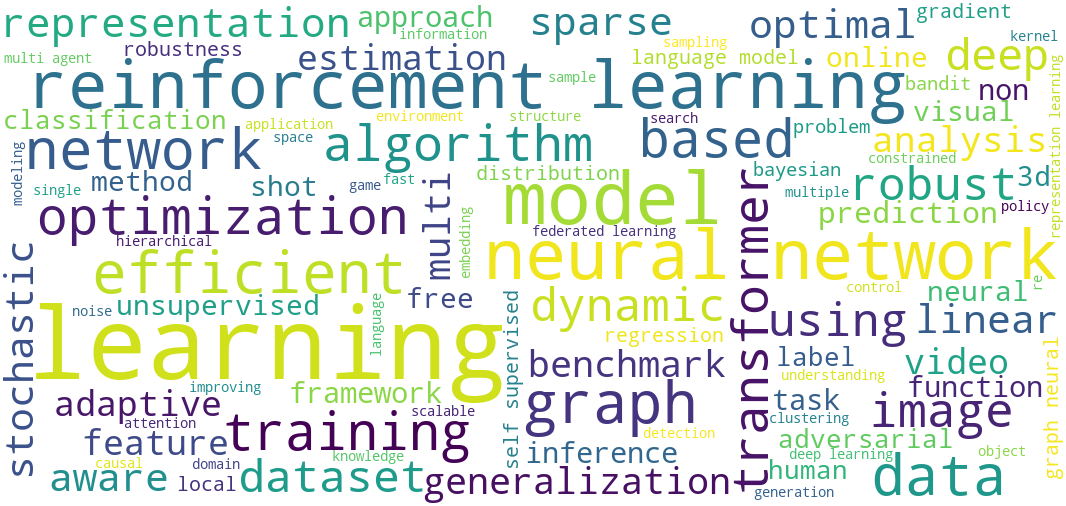 representation
approach
information
sparse
optimal
gradient
kernel
multi agent
robustness
estimation
sampling
language model
online
deep
reinforcement learning
sample
bandit
non
representation learning
classification
application
environment
structure
search
visual
network
space
algorithm
based
problem
analysis
modeling
single
method
shot
game
fast
distribution
bayesian
constrained
multiple
robust
3d
optimization
multi
model
transformer
prediction
policy
hierarchical
embedding
federated learning
stochastic
efficient
neural network
noise
unsupervised
language
free
dynamic
control
neural
re
learning
self supervised
regression
using
linear
benchmark
label
video
graph neural
improving
framework
understanding
function
adaptive
attention
scalable
graph
task
clustering
image
feature
training
knowledge
detection
adversarial
deep learning
object
causal
domain
inference
human
aware
local
dataset
generalization
generation
data